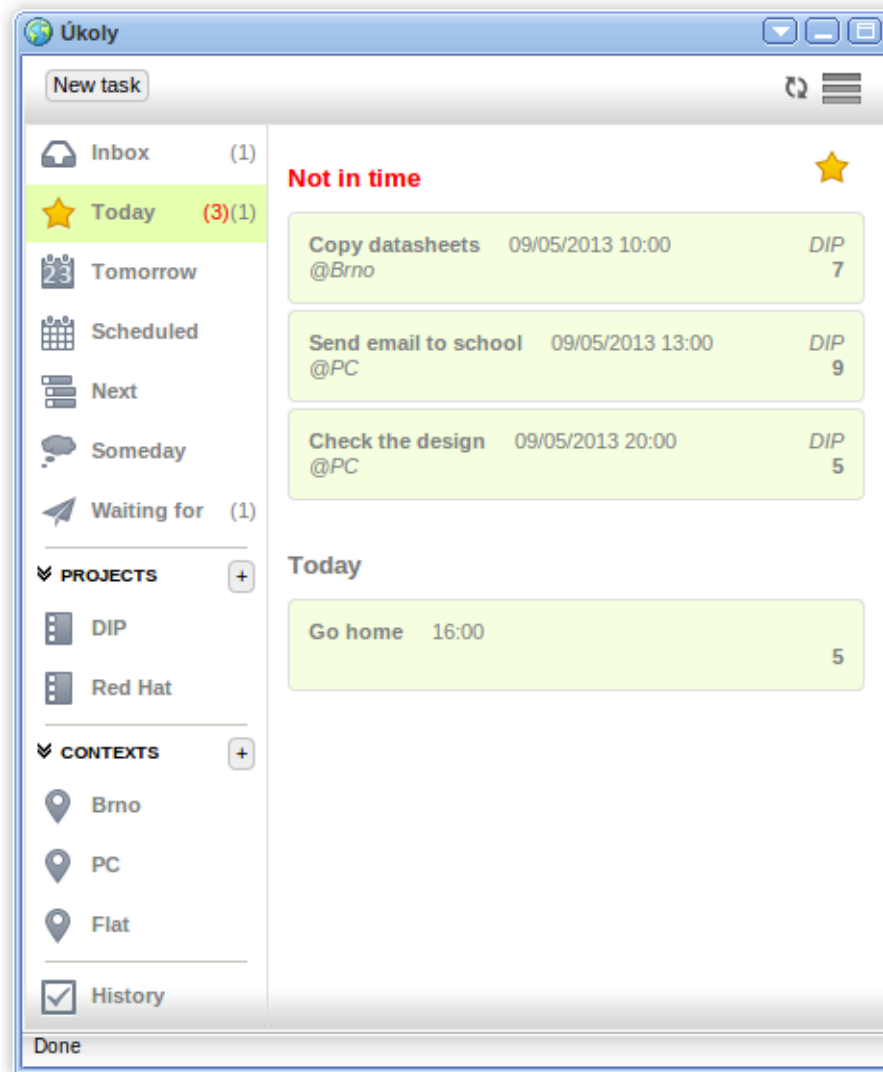 Úkoly
New task
Inbox (1)
Today (3)(1)
23 Tomorrow
Scheduled
Next
Someday
Waiting for (1)
PROJECTS +
DIP
Red Hat
CONTEXTS +
Brno
PC
Flat
History
Not in time
Copy datasheets 09/05/2013 10:00 DIP
@Brno 7
Send email to school 09/05/2013 13:00 DIP
@PC 9
Check the design 09/05/2013 20:00 DIP
@PC 5
Today
Go home 16:00
5
Done